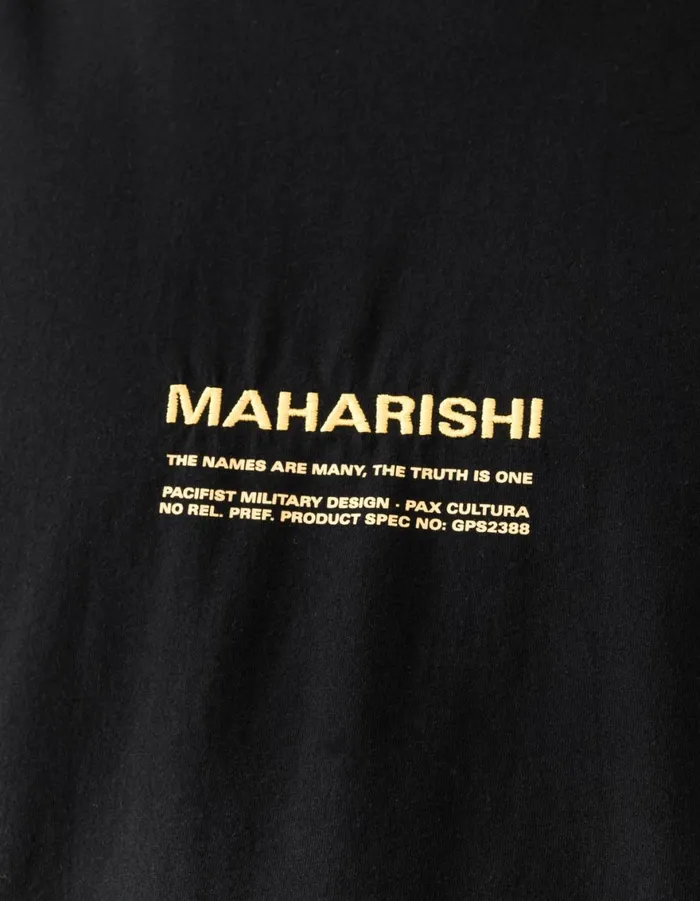 MAHARISHI
THE NAMES ARE MANY, THE TRUTH IS ONE
PACIFIST MILITARY DESIGN · PAX CULTURA
NO REL. PREF. PRODUCT SPEC NO: GPS2388